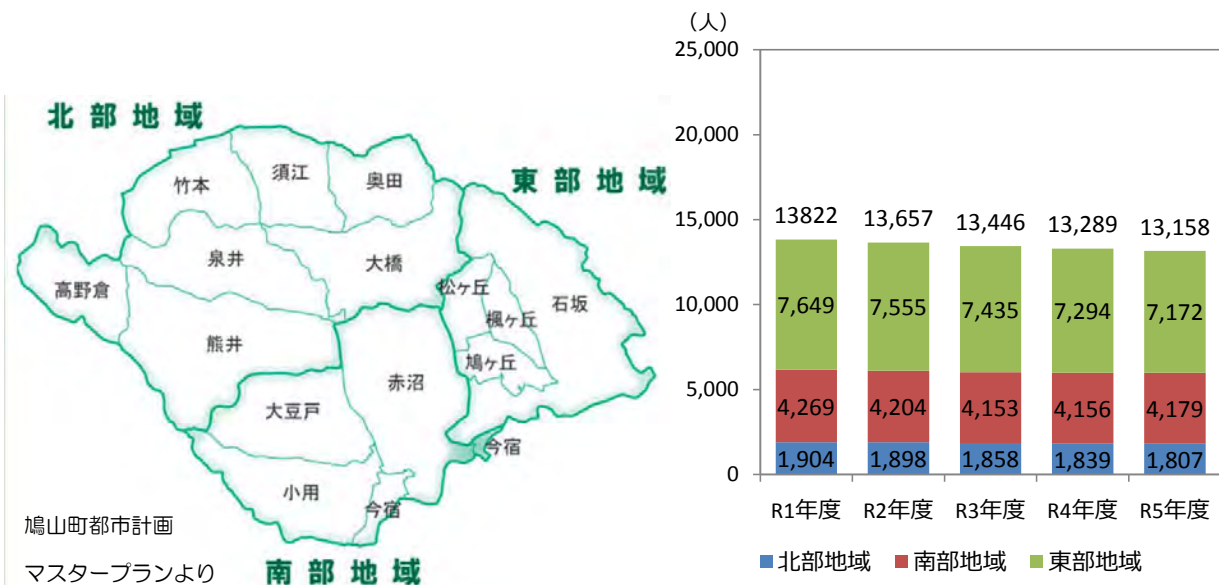 北部地域
東部地域
南部地域
竹本
須江
奥田
高野倉
泉井
大橋
松ヶ丘
楓ヶ丘
石坂
熊井
鳩ヶ丘
赤沼
大豆戸
今宿
小用
今宿
鳩山町都市計画
マスタープランより
（人）
25,000
20,000
15,000
10,000
5,000
0
13822 13,657 13,446 13,289 13,158
7,649 7,555 7,435 7,294 7,172
4,269 4,204 4,153 4,156 4,179
1,904 1,898 1,858 1,839 1,807
R1年度 R2年度 R3年度 R4年度 R5年度
北部地域 南部地域 東部地域